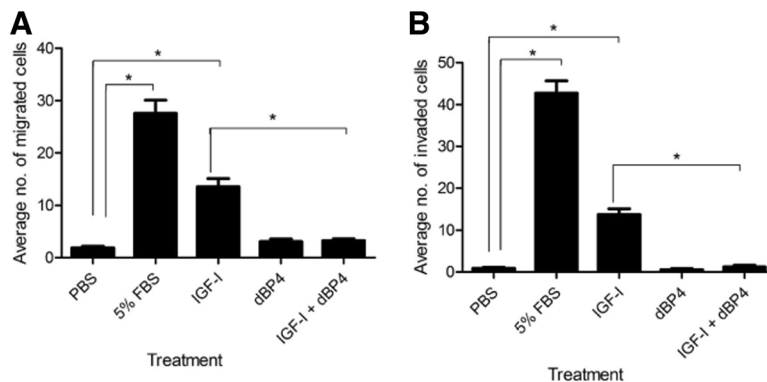 A
Average no. of migrated cells
40
30
20
10
0
*
*
*
PBS
5% FBS
IGF-I
dBP4
IGF-I + dBP4
Treatment
B
Average no. of invaded cells
50
40
30
20
10
0
*
*
*
PBS
5% FBS
IGF-I
dBP4
IGF-I + dBP4
Treatment